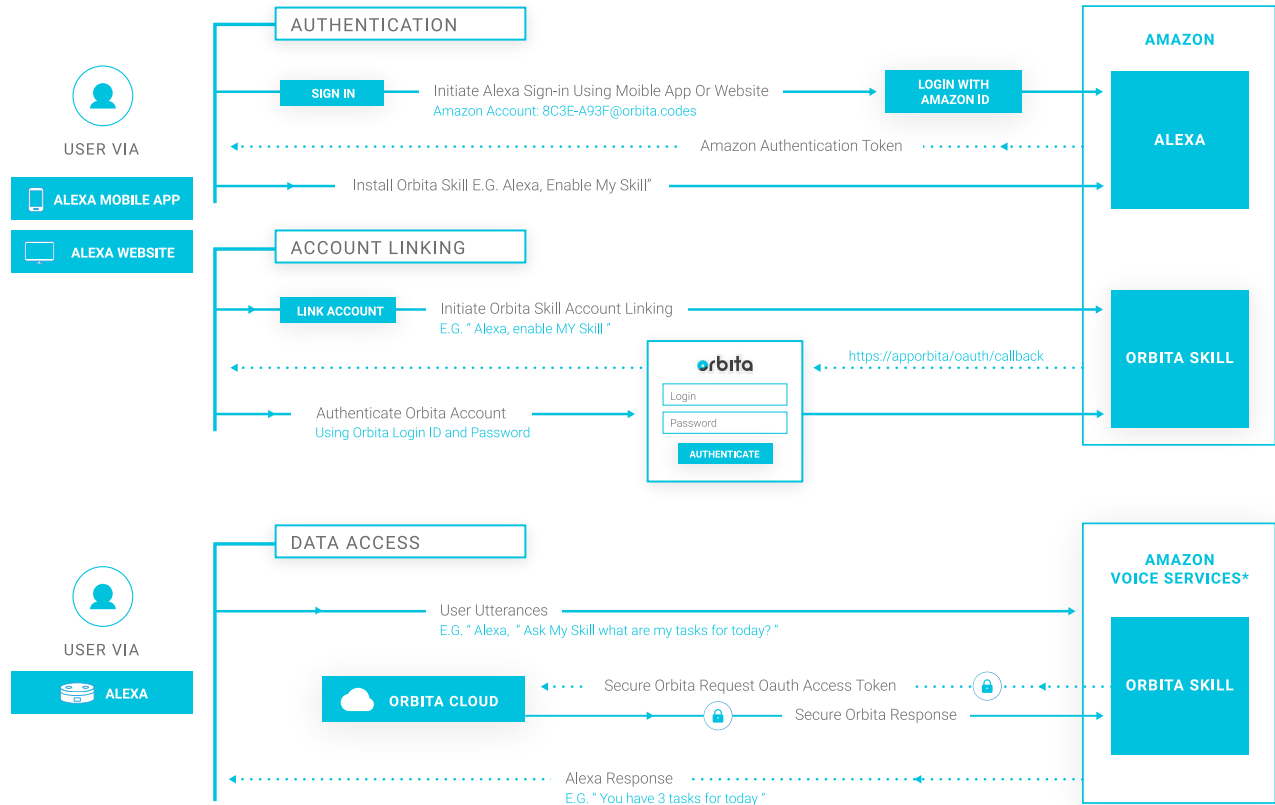 AUTHENTICATION
AMAZON
SIGN IN
Initiate Alexa Sign-in Using Moible App Or Website
Amazon Account: 8C3E-A93F@orbita.codes
LOGIN WITH
AMAZON ID
ALEXA
USER VIA
Amazon Authentication Token
ALEXA MOBILE APP
Install Orbita Skill E.G. Alexa, Enable My Skill”
ALEXA WEBSITE
ACCOUNT LINKING
LINK ACCOUNT
Initiate Orbita Skill Account Linking
E.G. “ Alexa, enable MY Skill ”
ORBITA SKILL
https://apporbita/oauth/callback
orbita
Login
Password
AUTHENTICATE
Authenticate Orbita Account
Using Orbita Login ID and Password
DATA ACCESS
AMAZON
VOICE SERVICES*
USER VIA
ALEXA
User Utterances
E.G. “ Alexa, ” Ask My Skill what are my tasks for today? “
ORBITA CLOUD
Secure Orbita Request Oauth Access Token
Secure Orbita Response
ORBITA SKILL
Alexa Response
E.G. “ You have 3 tasks for today ”